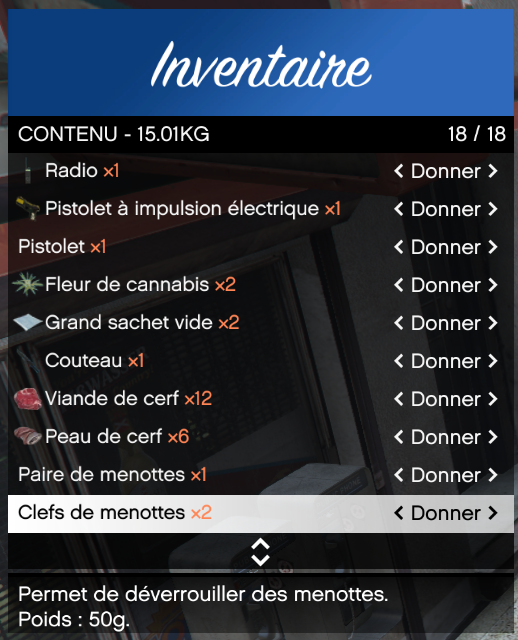 Inventaire
CONTENU - 15.01KG 18 / 18
Radio x1 < Donner >
Pistolet à impulsion électrique x1 < Donner >
Pistolet x1 < Donner >
Fleur de cannabis x2 < Donner >
Grand sachet vide x2 < Donner >
Couteau x1 < Donner >
Viande de cerf x12 < Donner >
Peau de cerf x6 < Donner >
Paire de menottes x1 < Donner >
Clefs de menottes x2 < Donner >
Permet de déverrouiller des menottes.
Poids : 50g.